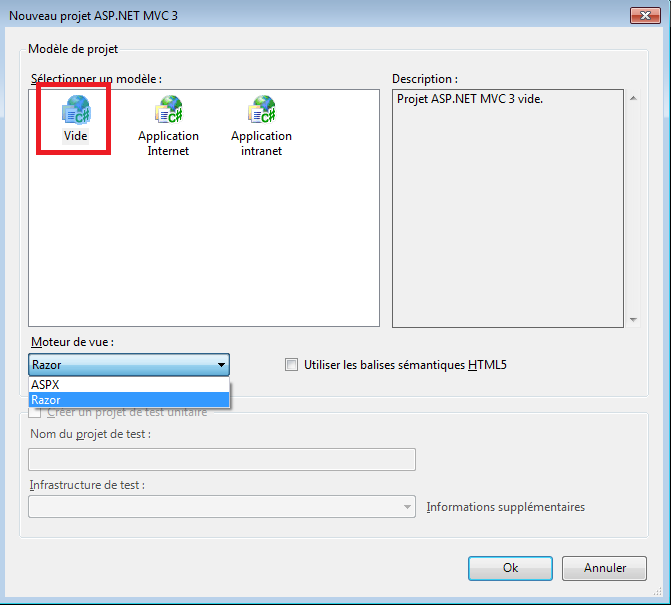 Nouveau projet ASP.NET MVC 3
Modèle de projet
Sélectionner un modèle :
Description :
Vide
Application
Internet
Application
intranet
Projet ASP.NET MVC 3 vide.
Moteur de vue :
Razor
Utiliser les balises sémantiques HTML5
ASPX
Razor
Créer un projet de test unitaire
Nom du projet de test :
Infrastructure de test :
Informations supplémentaires
Ok
Annuler